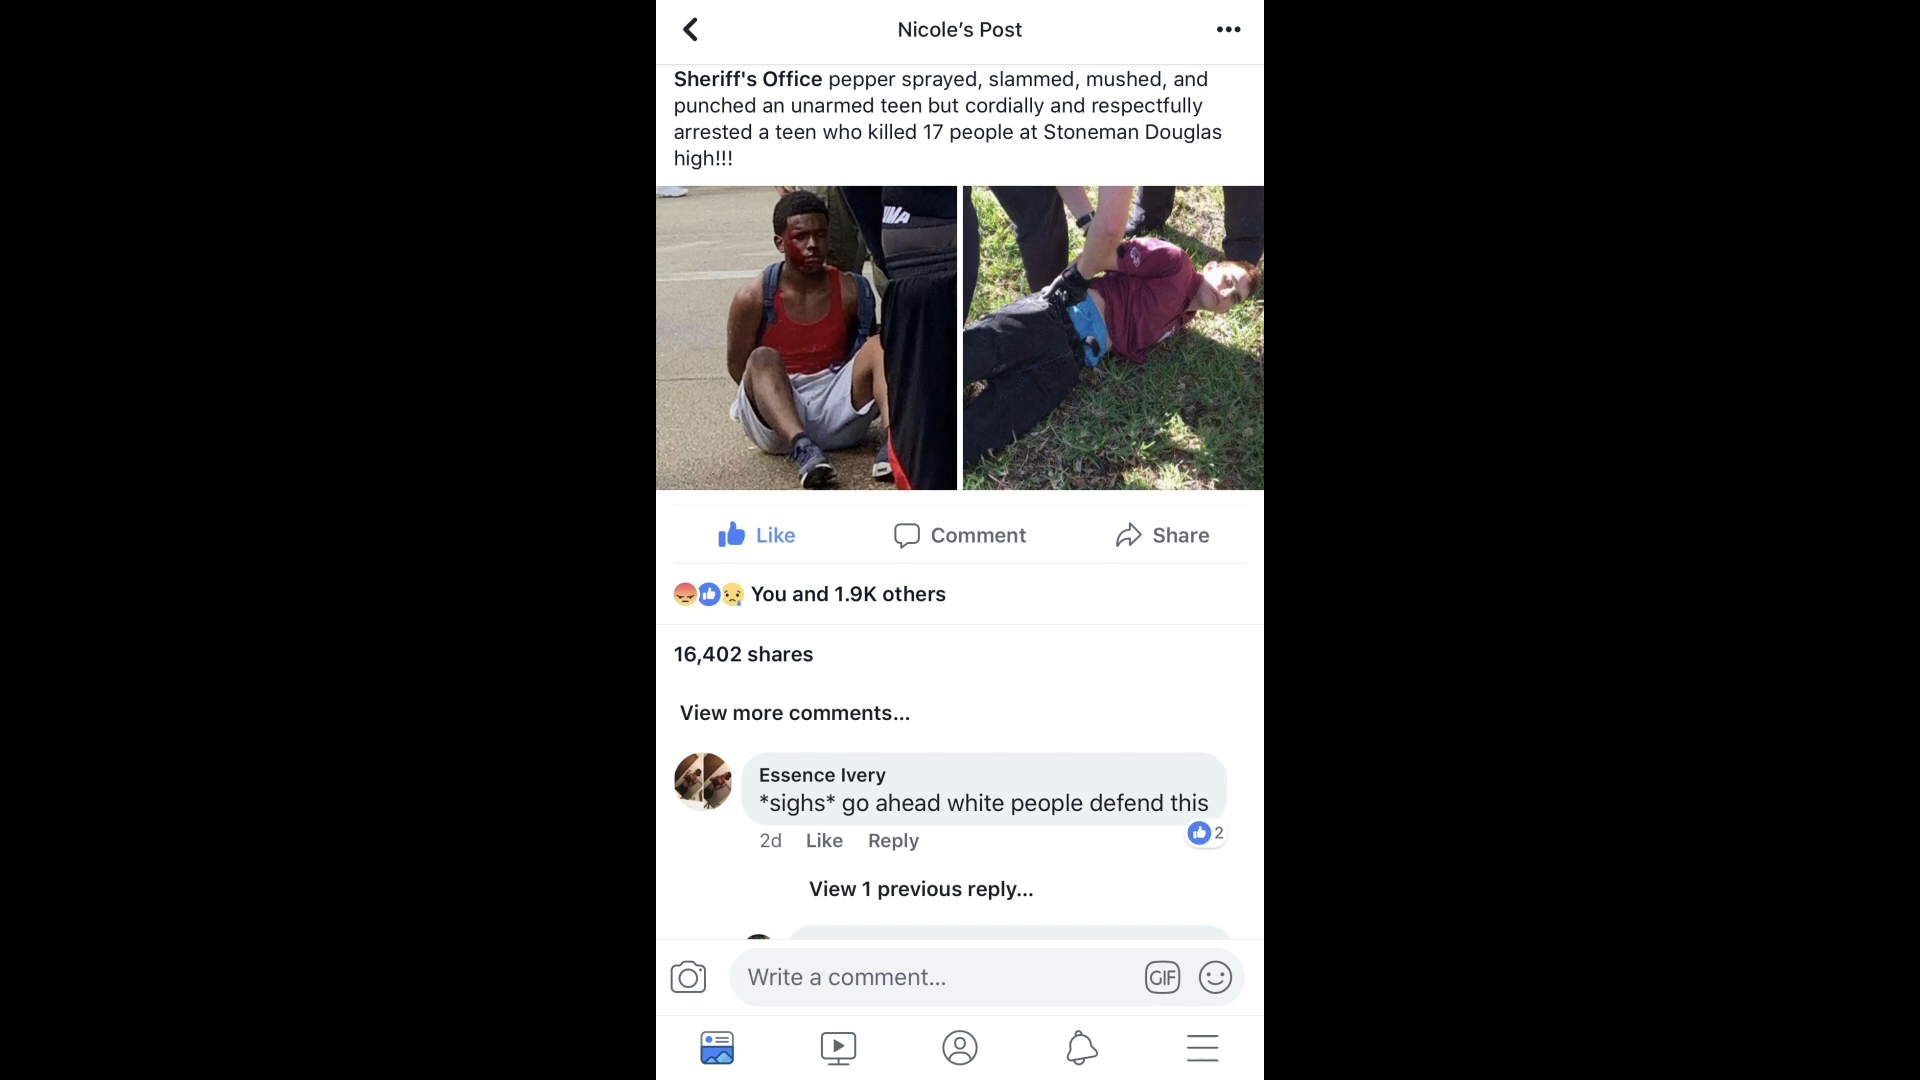 Nicole’s Post
Sheriff's Office pepper sprayed, slammed, mushed, and
punched an unarmed teen but cordially and respectfully
arrested a teen who killed 17 people at Stoneman Douglas
high!!!
UMA
Like
Comment
Share
You and 1.9K others
16,402 shares
View more comments...
Essence Ivery
*sighs* go ahead white people defend this
2d Like Reply
2
View 1 previous reply...
Write a comment...
GIF